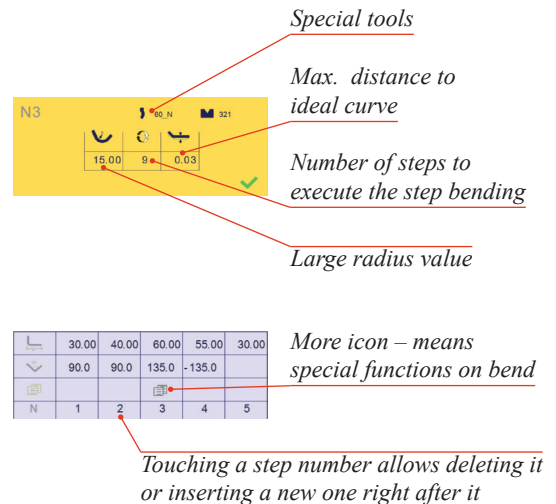 Special tools
Max. distance to
ideal curve
N3
60_N
321
15.00 9 0.03
Number of steps to
execute the step bending
Large radius value
30.00 40.00 60.00 55.00 30.00
90.0 90.0 135.0 -135.0
N 1 2 3 4 5
More icon – means
special functions on bend
Touching a step number allows deleting it
or inserting a new one right after it